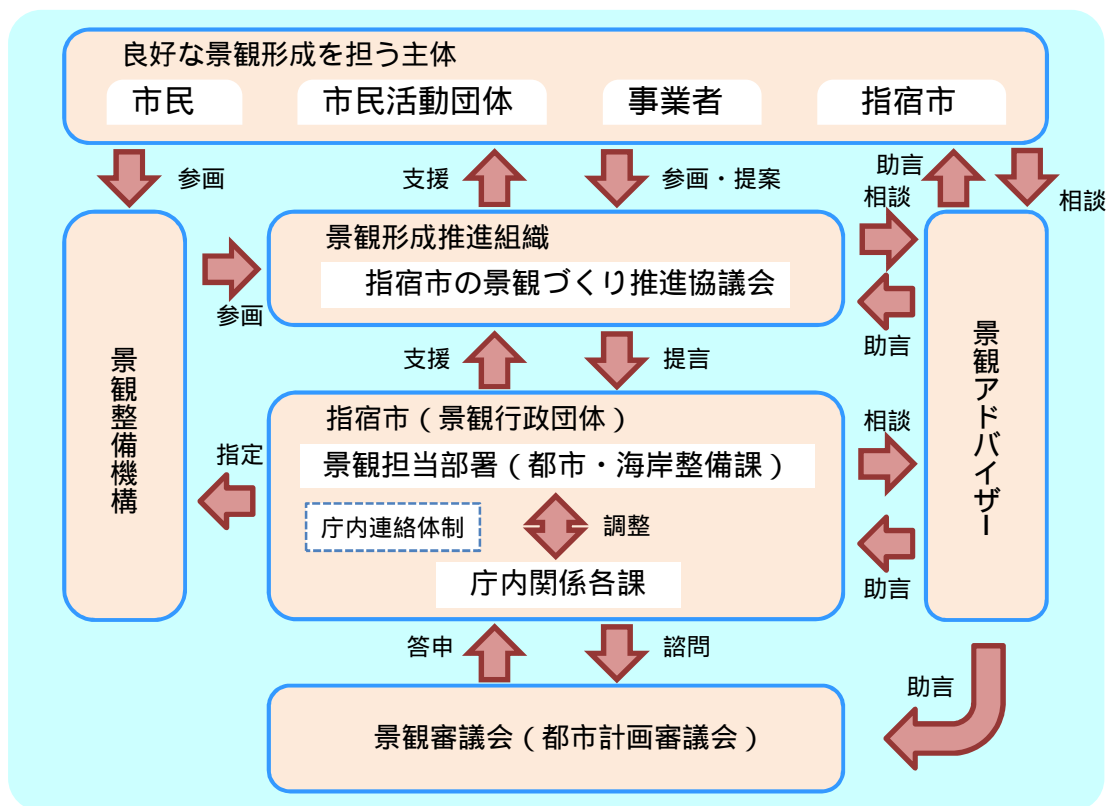 良好な景観形成を担う主体
市民
市民活動団体
事業者
指宿市
参画
支援
参画・提案
助言
相談
相談
景観形成推進組織
指宿市の景観づくり推進協議会
参画
助言
景観整備機構
景観アドバイザー
支援
提言
指宿市(景観行政団体)
景観担当部署(都市・海岸整備課)
指定
相談
庁内連絡体制
調整
庁内関係各課
助言
答申
諮問
助言
景観審議会(都市計画審議会)